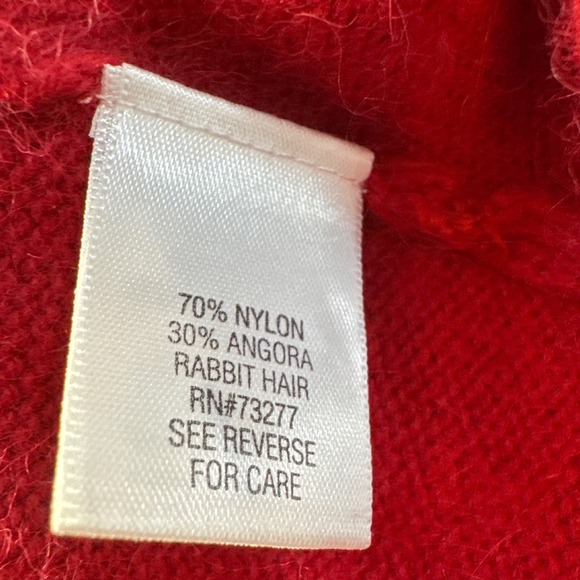 70% NYLON
30% ANGORA
RABBIT HAIR
RN#73277
SEE REVERSE
FOR CARE